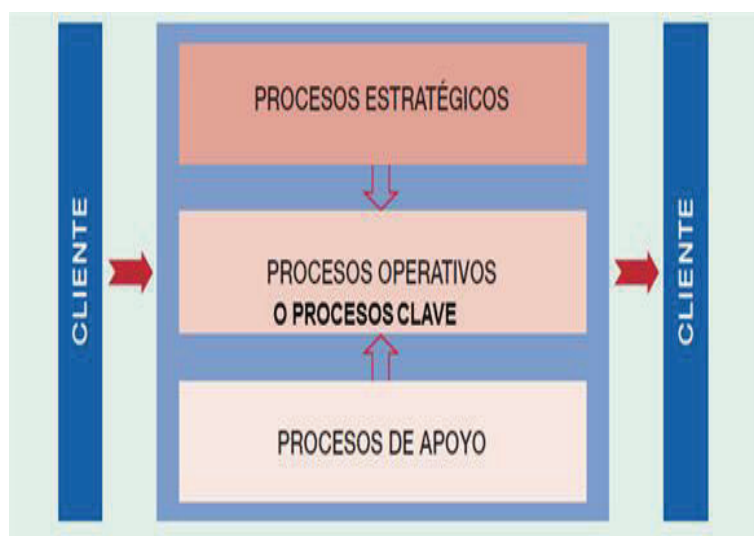 CLIENTE
PROCESOS ESTRATÉGICOS
PROCESOS OPERATIVOS
O PROCESOS CLAVE
PROCESOS DE APOYO
CLIENTE